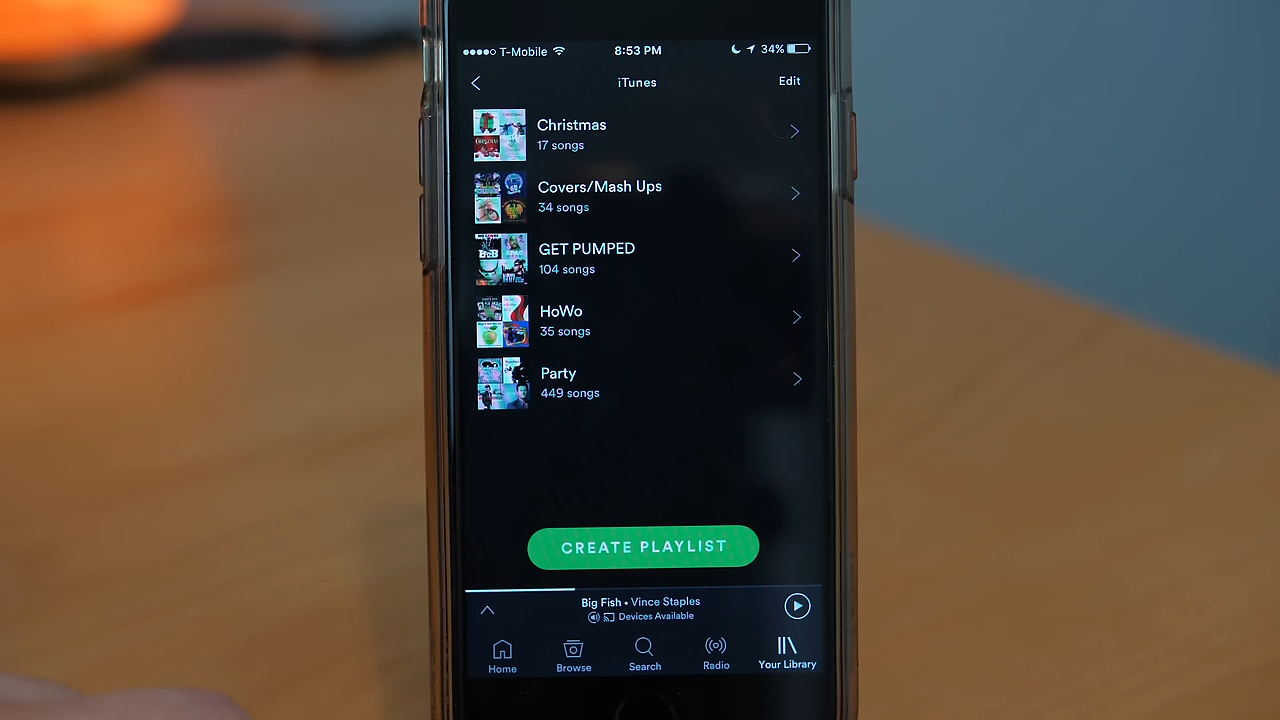 T-Mobile 8:53 PM 34%
iTunes Edit
Christmas
17 songs
Covers/Mash Ups
34 songs
GET PUMPED
104 songs
HoWo
35 songs
Party
449 songs
CREATE PLAYLIST
Big Fish • Vince Staples
Devices Available
Home Browse Search Radio Your Library